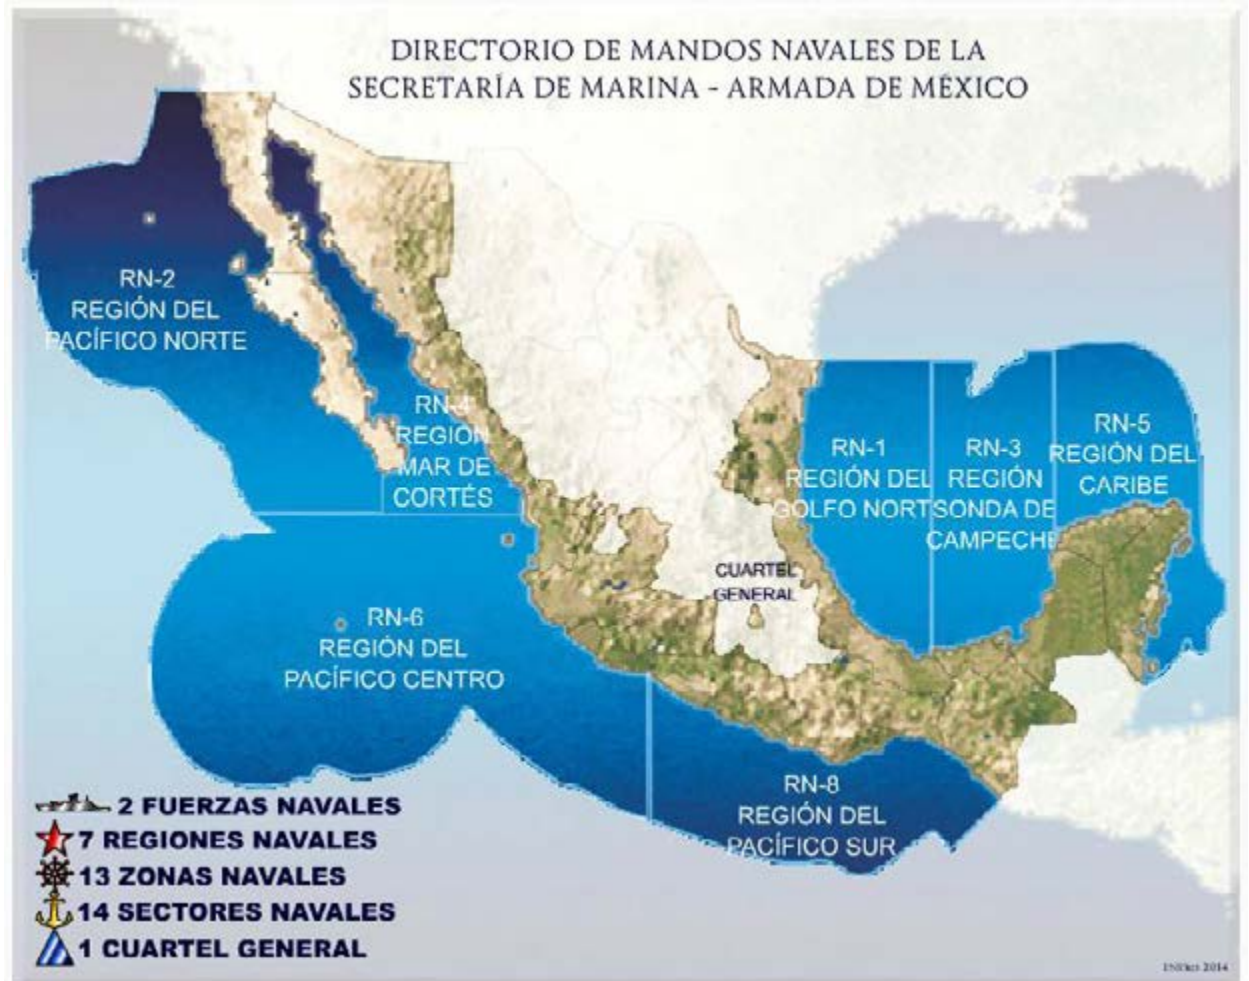 DIRECTORIO DE MANDOS NAVALES DE LA
SECRETARÍA DE MARINA - ARMADA DE MÉXICO
RN-2
REGIÓN DEL
PACÍFICO NORTE
RN-4
REGIÓN
MAR DE
CORTÉS
RN-1
REGIÓN DEL
GOLFO NORT
RN-3
REGIÓN
SONDA DE
CAMPECHE
RN-5
REGIÓN DEL
CARIBE
CUARTEL
GENERAL
RN-6
REGIÓN DEL
PACÍFICO CENTRO
RN-8
REGIÓN DEL
PACÍFICO SUR
2 FUERZAS NAVALES
7 REGIONES NAVALES
13 ZONAS NAVALES
14 SECTORES NAVALES
1 CUARTEL GENERAL
2014